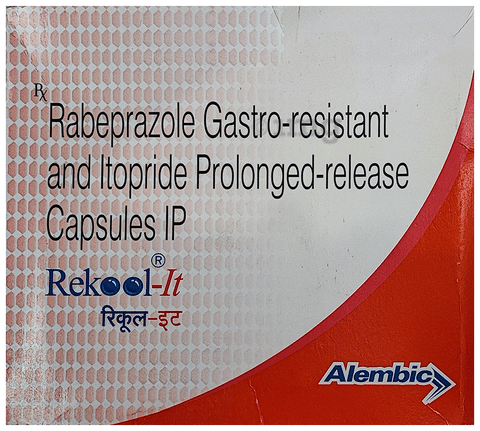 Rx
Rabeprazole Gastro-resistant
and Itopride Prolonged-release
Capsules IP
Rekool®-It
रिकूल-इट
Alembic